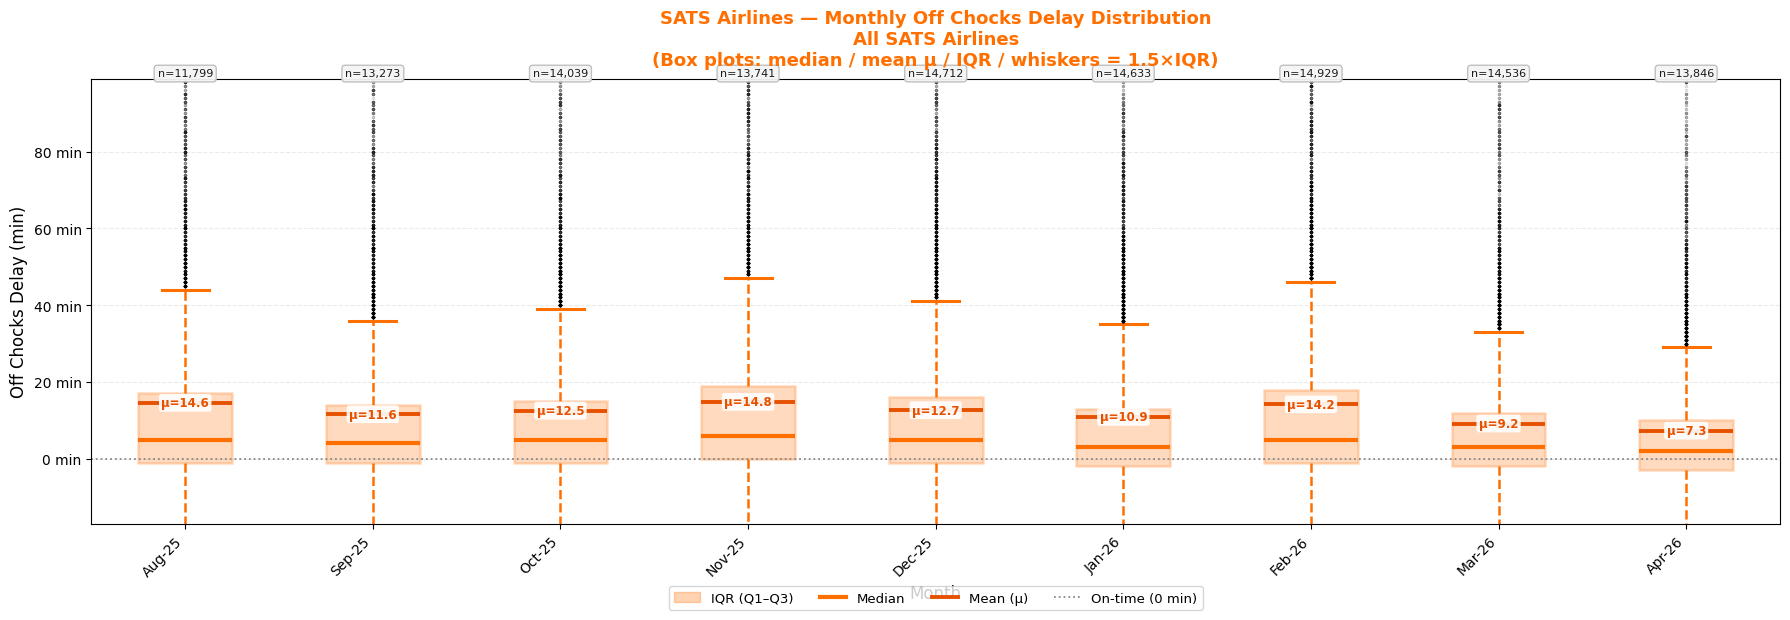 SATS Airlines — Monthly Off Chocks Delay Distribution
All SATS Airlines
(Box plots: median / mean μ / IQR / whiskers = 1.5×IQR)
n=11,799 n=13,273 n=14,039 n=13,741 n=14,712 n=14,633 n=14,929 n=14,536 n=13,846
Off Chocks Delay (min)
80 min
60 min
40 min
20 min
0 min
μ=14.6 μ=11.6 μ=12.5 μ=14.8 μ=12.7 μ=10.9 μ=14.2 μ=9.2 μ=7.3
Aug-25 Sep-25 Oct-25 Nov-25 Dec-25 Jan-26 Feb-26 Mar-26 Apr-26
Month
IQR (Q1–Q3) Median Mean (μ) On-time (0 min)